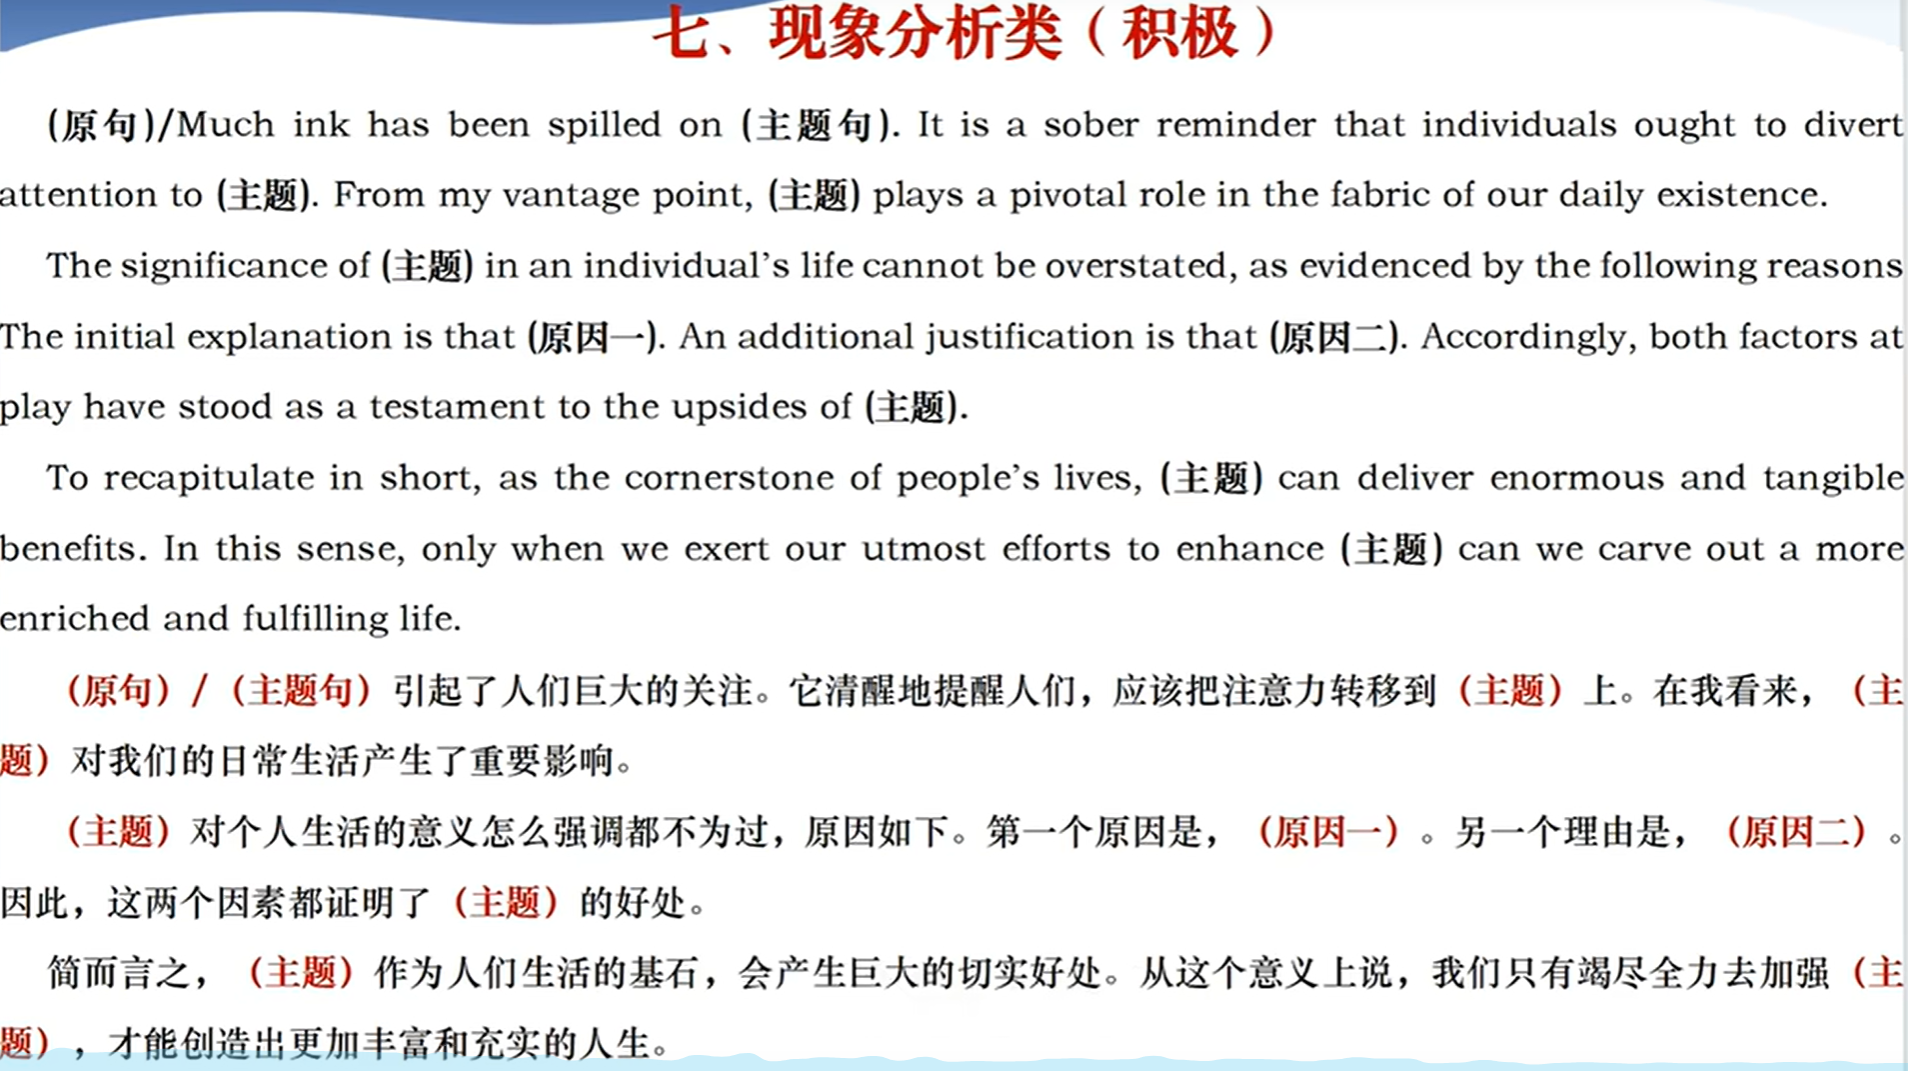 七、现象分析类（积极）
(原句)/Much ink has been spilled on (主题句). It is a sober reminder that individuals ought to divert
attention to (主题). From my vantage point, (主题) plays a pivotal role in the fabric of our daily existence.
The significance of (主题) in an individual’s life cannot be overstated, as evidenced by the following reasons
The initial explanation is that (原因一). An additional justification is that (原因二). Accordingly, both factors at
play have stood as a testament to the upsides of (主题).
To recapitulate in short, as the cornerstone of people’s lives, (主题) can deliver enormous and tangible
benefits. In this sense, only when we exert our utmost efforts to enhance (主题) can we carve out a more
enriched and fulfilling life.
（原句）/（主题句）引起了人们巨大的关注。它清醒地提醒人们，应该把注意力转移到（主题）上。在我看来，（主
题）对我们的日常生活产生了重要影响。
（主题）对个人生活的意义怎么强调都不为过，原因如下。第一个原因是，（原因一）。另一个理由是，（原因二）。
因此，这两个因素都证明了（主题）的好处。
简而言之，（主题）作为人们生活的基石，会产生巨大的切实好处。从这个意义上说，我们只有竭尽全力去加强（主
题），才能创造出更加丰富和充实的人生。